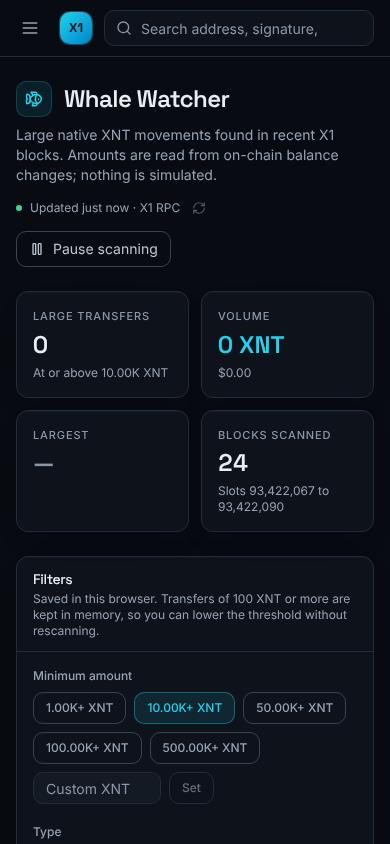 X1
Search address, signature,
Whale Watcher
Large native XNT movements found in recent X1
blocks. Amounts are read from on-chain balance
changes; nothing is simulated.
Updated just now · X1 RPC
Pause scanning
LARGE TRANSFERS
0
At or above 10.00K XNT
VOLUME
0 XNT
$0.00
LARGEST
—
BLOCKS SCANNED
24
Slots 93,422,067 to
93,422,090
Filters
Saved in this browser. Transfers of 100 XNT or more are
kept in memory, so you can lower the threshold without
rescanning.
Minimum amount
1.00K+ XNT
10.00K+ XNT
50.00K+ XNT
100.00K+ XNT
500.00K+ XNT
Custom XNT
Set
Type